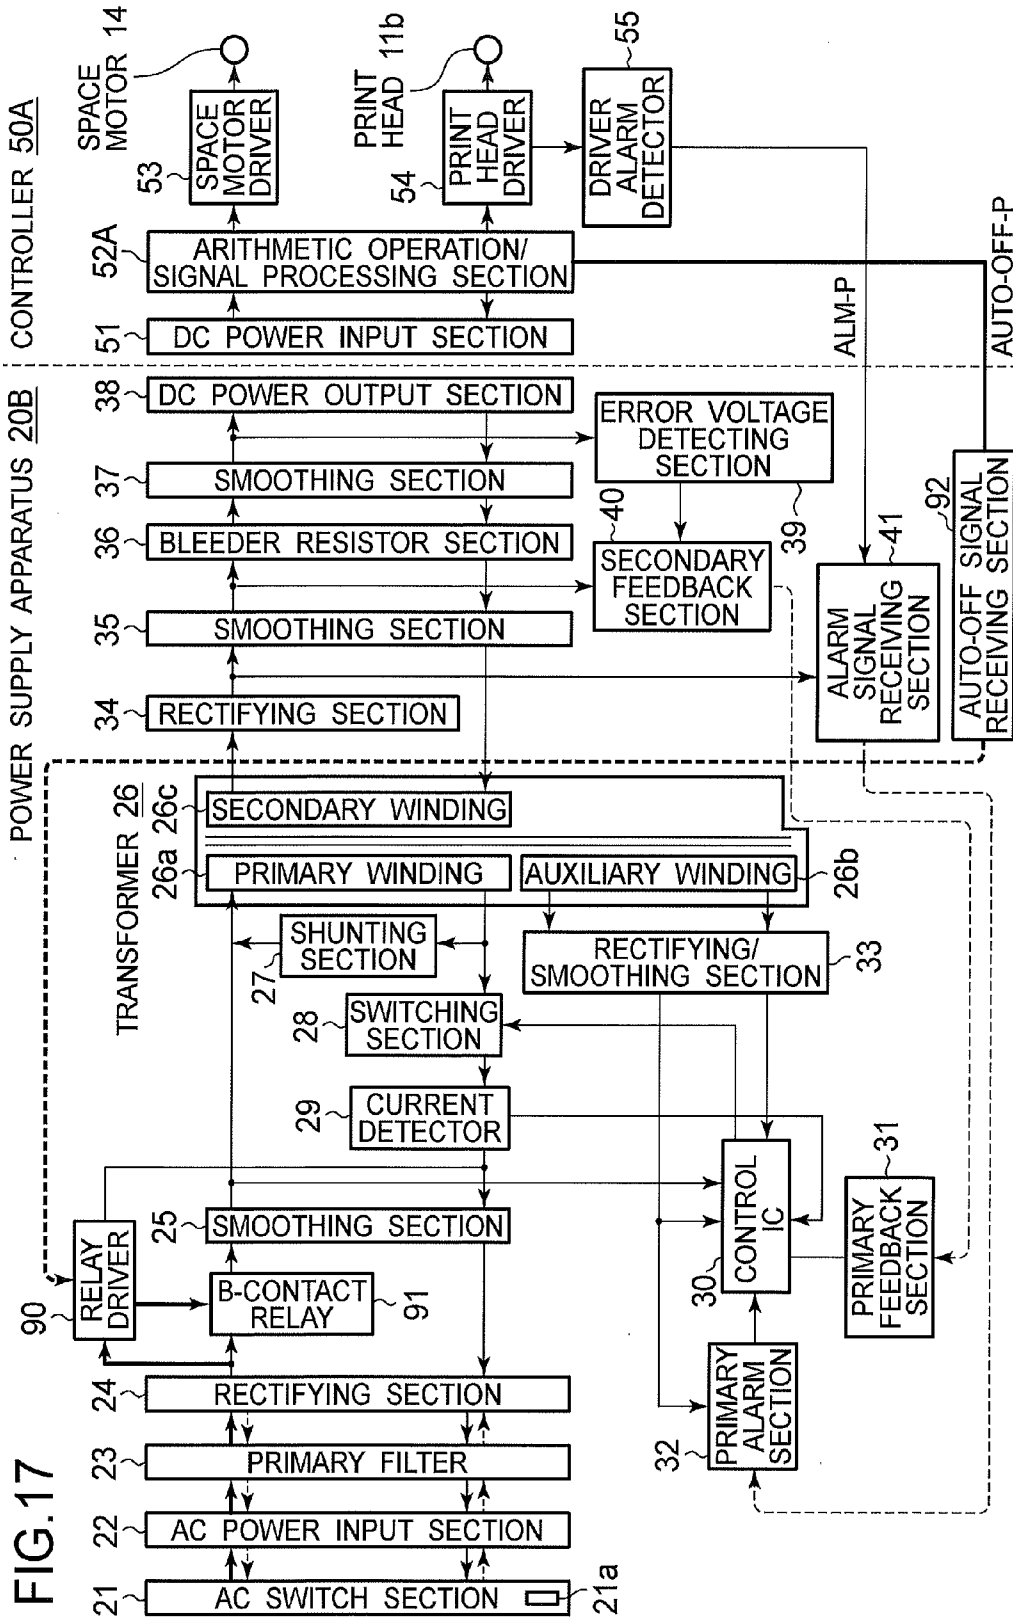 FIG.17
POWER SUPPLY APPARATUS 20B
CONTROLLER 50A
21
AC SWITCH SECTION
21a
22
AC POWER INPUT SECTION
23
PRIMARY FILTER
24
RECTIFYING SECTION
90
RELAY
DRIVER
B-CONTACT
RELAY
91
25
SMOOTHING SECTION
29
CURRENT
DETECTOR
28
SWITCHING
SECTION
27
SHUNTING
SECTION
TRANSFORMER 26
26a
PRIMARY WINDING
26c
SECONDARY WINDING
AUXILIARY WINDING
26b
RECTIFYING/
SMOOTHING SECTION
33
30
CONTROL
IC
PRIMARY
FEEDBACK
SECTION
31
32
PRIMARY
ALARM
SECTION
34
RECTIFYING SECTION
35
SMOOTHING SECTION
36
BLEEDER RESISTOR SECTION
37
SMOOTHING SECTION
38
DC POWER OUTPUT SECTION
ERROR VOLTAGE
DETECTING
SECTION
39
40
SECONDARY
FEEDBACK
SECTION
ALARM
SIGNAL
RECEIVING
SECTION
41
AUTO-OFF SIGNAL
RECEIVING SECTION
92
51
DC POWER INPUT SECTION
52A
ARITHMETIC OPERATION/
SIGNAL PROCESSING SECTION
53
SPACE
MOTOR
DRIVER
SPACE
MOTOR 14
54
PRINT
HEAD
DRIVER
PRINT
HEAD 11b
DRIVER
ALARM
DETECTOR
55
ALM-P
AUTO-OFF-P